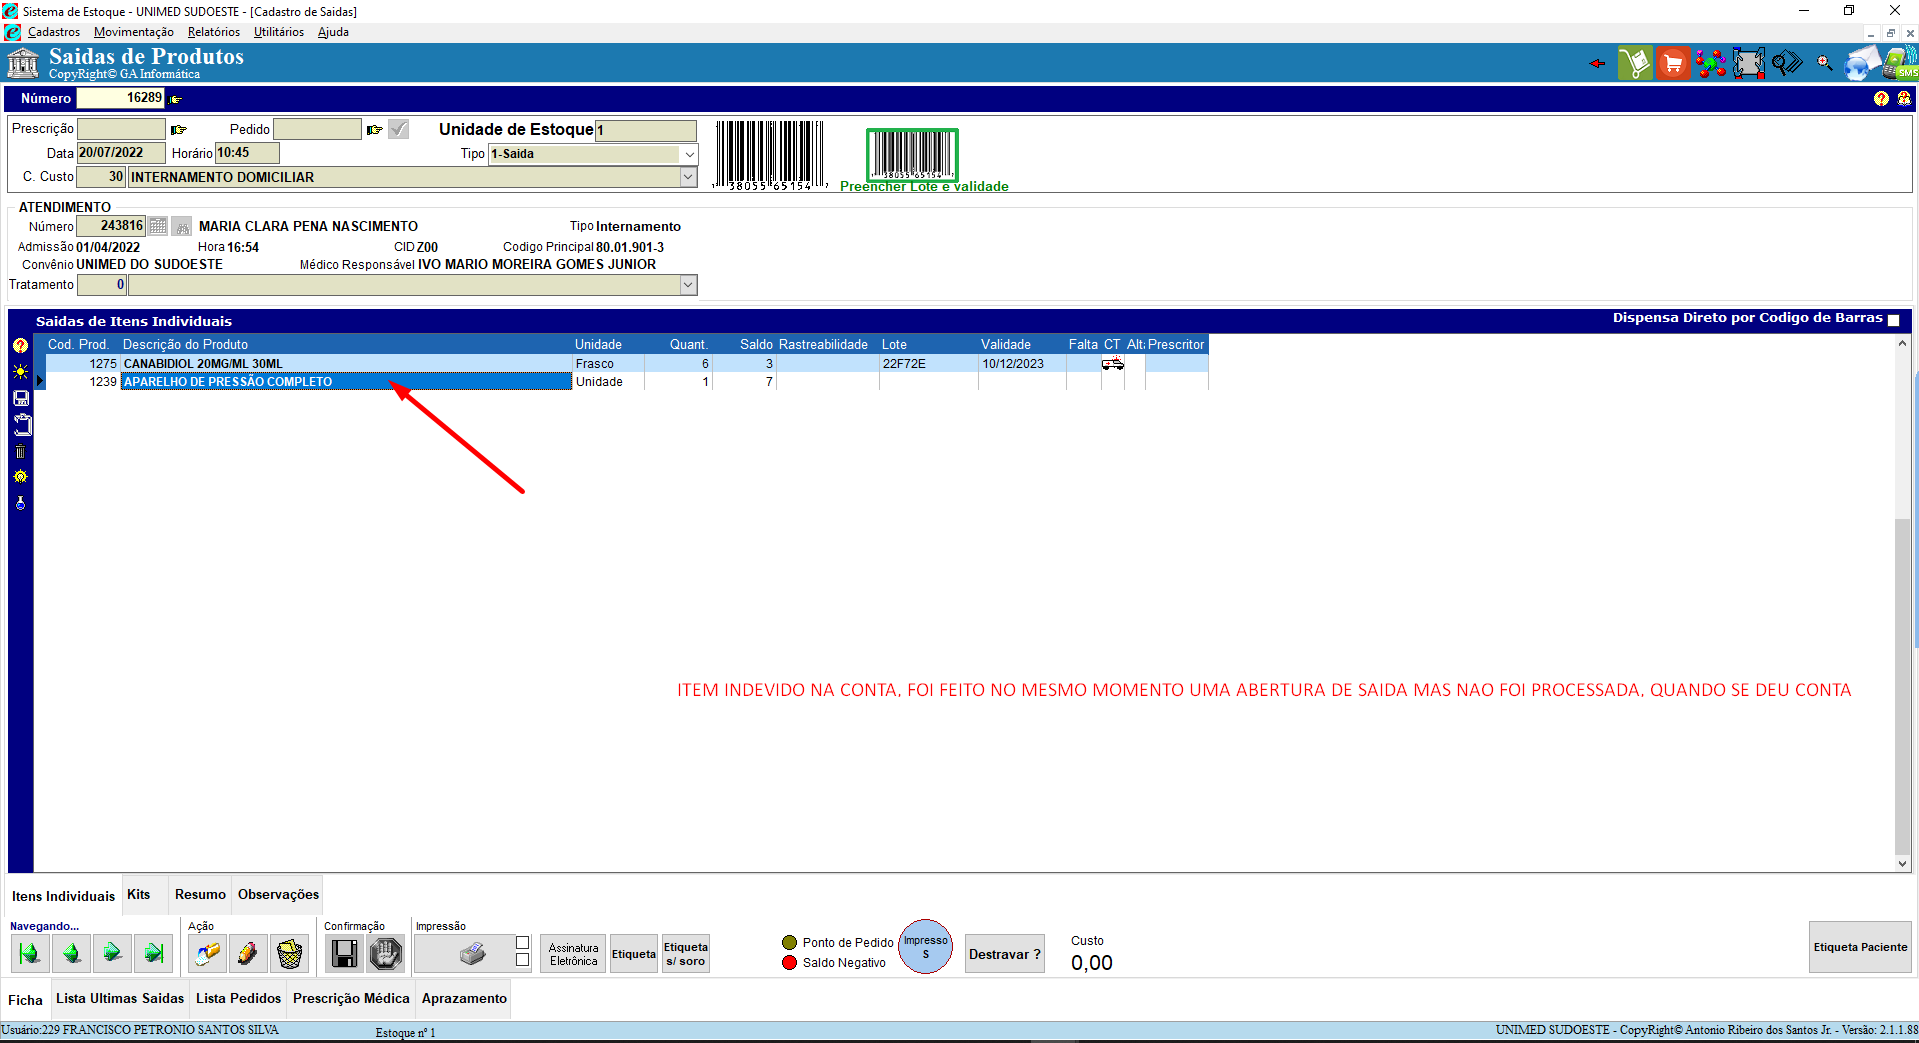 Sistema de Estoque - UNIMED SUDOESTE - [Cadastro de Saidas]
Cadastros Movimentação Relatórios Utilitários Ajuda
Saidas de Produtos
CopyRight© GA Informática
SMS
Número 16289
Prescrição Pedido Unidade de Estoque 1
Data 20/07/2022 Horário 10:45 Tipo 1-Saida
C. Custo 30 INTERNAMENTO DOMICILIAR
38055 65154
38055 65154
Preencher Lote e validade
ATENDIMENTO
Número 243816 MARIA CLARA PENA NASCIMENTO Tipo Internamento
Admissão 01/04/2022 Hora 16:54 CID Z00 Codigo Principal 80.01.901-3
Convênio UNIMED DO SUDOESTE Médico Responsável IVO MARIO MOREIRA GOMES JUNIOR
Tratamento 0
Saidas de Itens Individuais Dispensa Direto por Codigo de Barras
Cod. Prod. Descrição do Produto Unidade Quant. Saldo Rastreabilidade Lote Validade Falta CT Alt: Prescritor
1275 CANABIDIOL 20MG/ML 30ML Frasco 6 3 22F72E 10/12/2023
1239 APARELHO DE PRESSÃO COMPLETO Unidade 1 7
ITEM INDEVIDO NA CONTA, FOI FEITO NO MESMO MOMENTO UMA ABERTURA DE SAIDA MAS NAO FOI PROCESSADA, QUANDO SE DEU CONTA
Itens Individuais Kits Resumo Observações
Navegando... Ação Confirmação Impressão
Assinatura Eletrônica Etiqueta Etiqueta s/ soro
Ponto de Pedido
Saldo Negativo
Impresso
S
Destravar ?
Custo
0,00
Etiqueta Paciente
Ficha Lista Ultimas Saidas Lista Pedidos Prescrição Médica Aprazamento
Usuário:229 FRANCISCO PETRONIO SANTOS SILVA Estoque nº 1 UNIMED SUDOESTE - CopyRight© Antonio Ribeiro dos Santos Jr. - Versão: 2.1.1.88